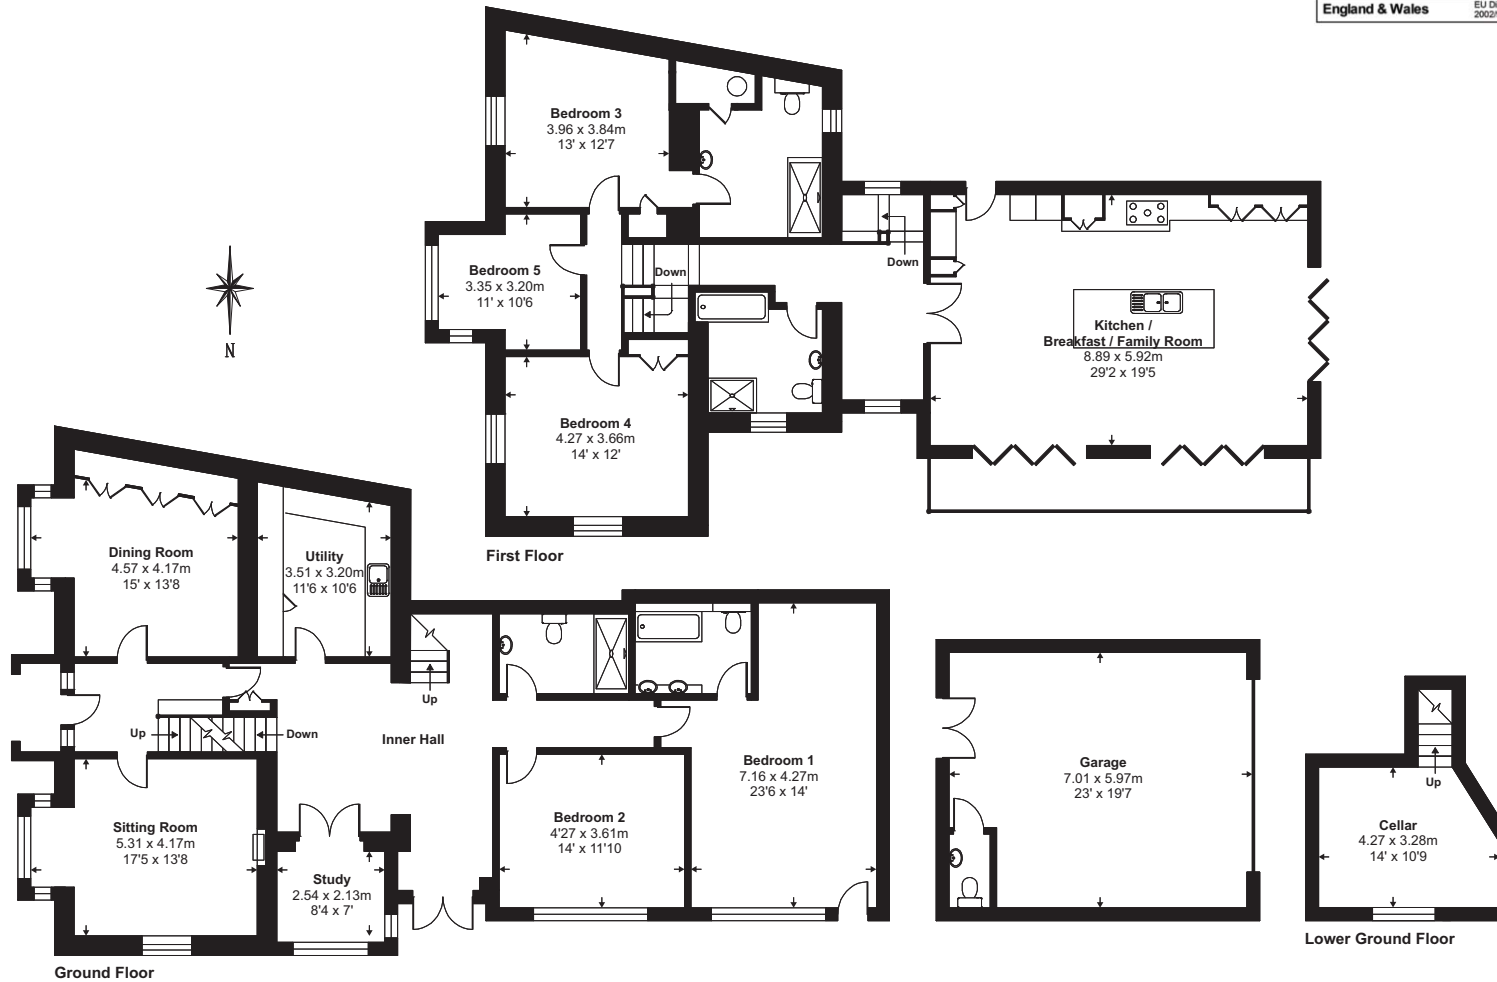 England & Wales
EU Di
2002/
Bedroom 3
3.96 x 3.84m
13' x 12'7
Bedroom 5
3.35 x 3.20m
11' x 10'6
Down
Down
Kitchen /
Breakfast / Family Room
8.89 x 5.92m
29'2 x 19'5
Bedroom 4
4.27 x 3.66m
14' x 12'
N
First Floor
Dining Room
4.57 x 4.17m
15' x 13'8
Utility
3.51 x 3.20m
11'6 x 10'6
Up
Up
Down
Inner Hall
Sitting Room
5.31 x 4.17m
17'5 x 13'8
Study
2.54 x 2.13m
8'4 x 7'
Bedroom 2
4'27 x 3.61m
14' x 11'10
Bedroom 1
7.16 x 4.27m
23'6 x 14'
Ground Floor
Garage
7.01 x 5.97m
23' x 19'7
Up
Cellar
4.27 x 3.28m
14' x 10'9
Lower Ground Floor